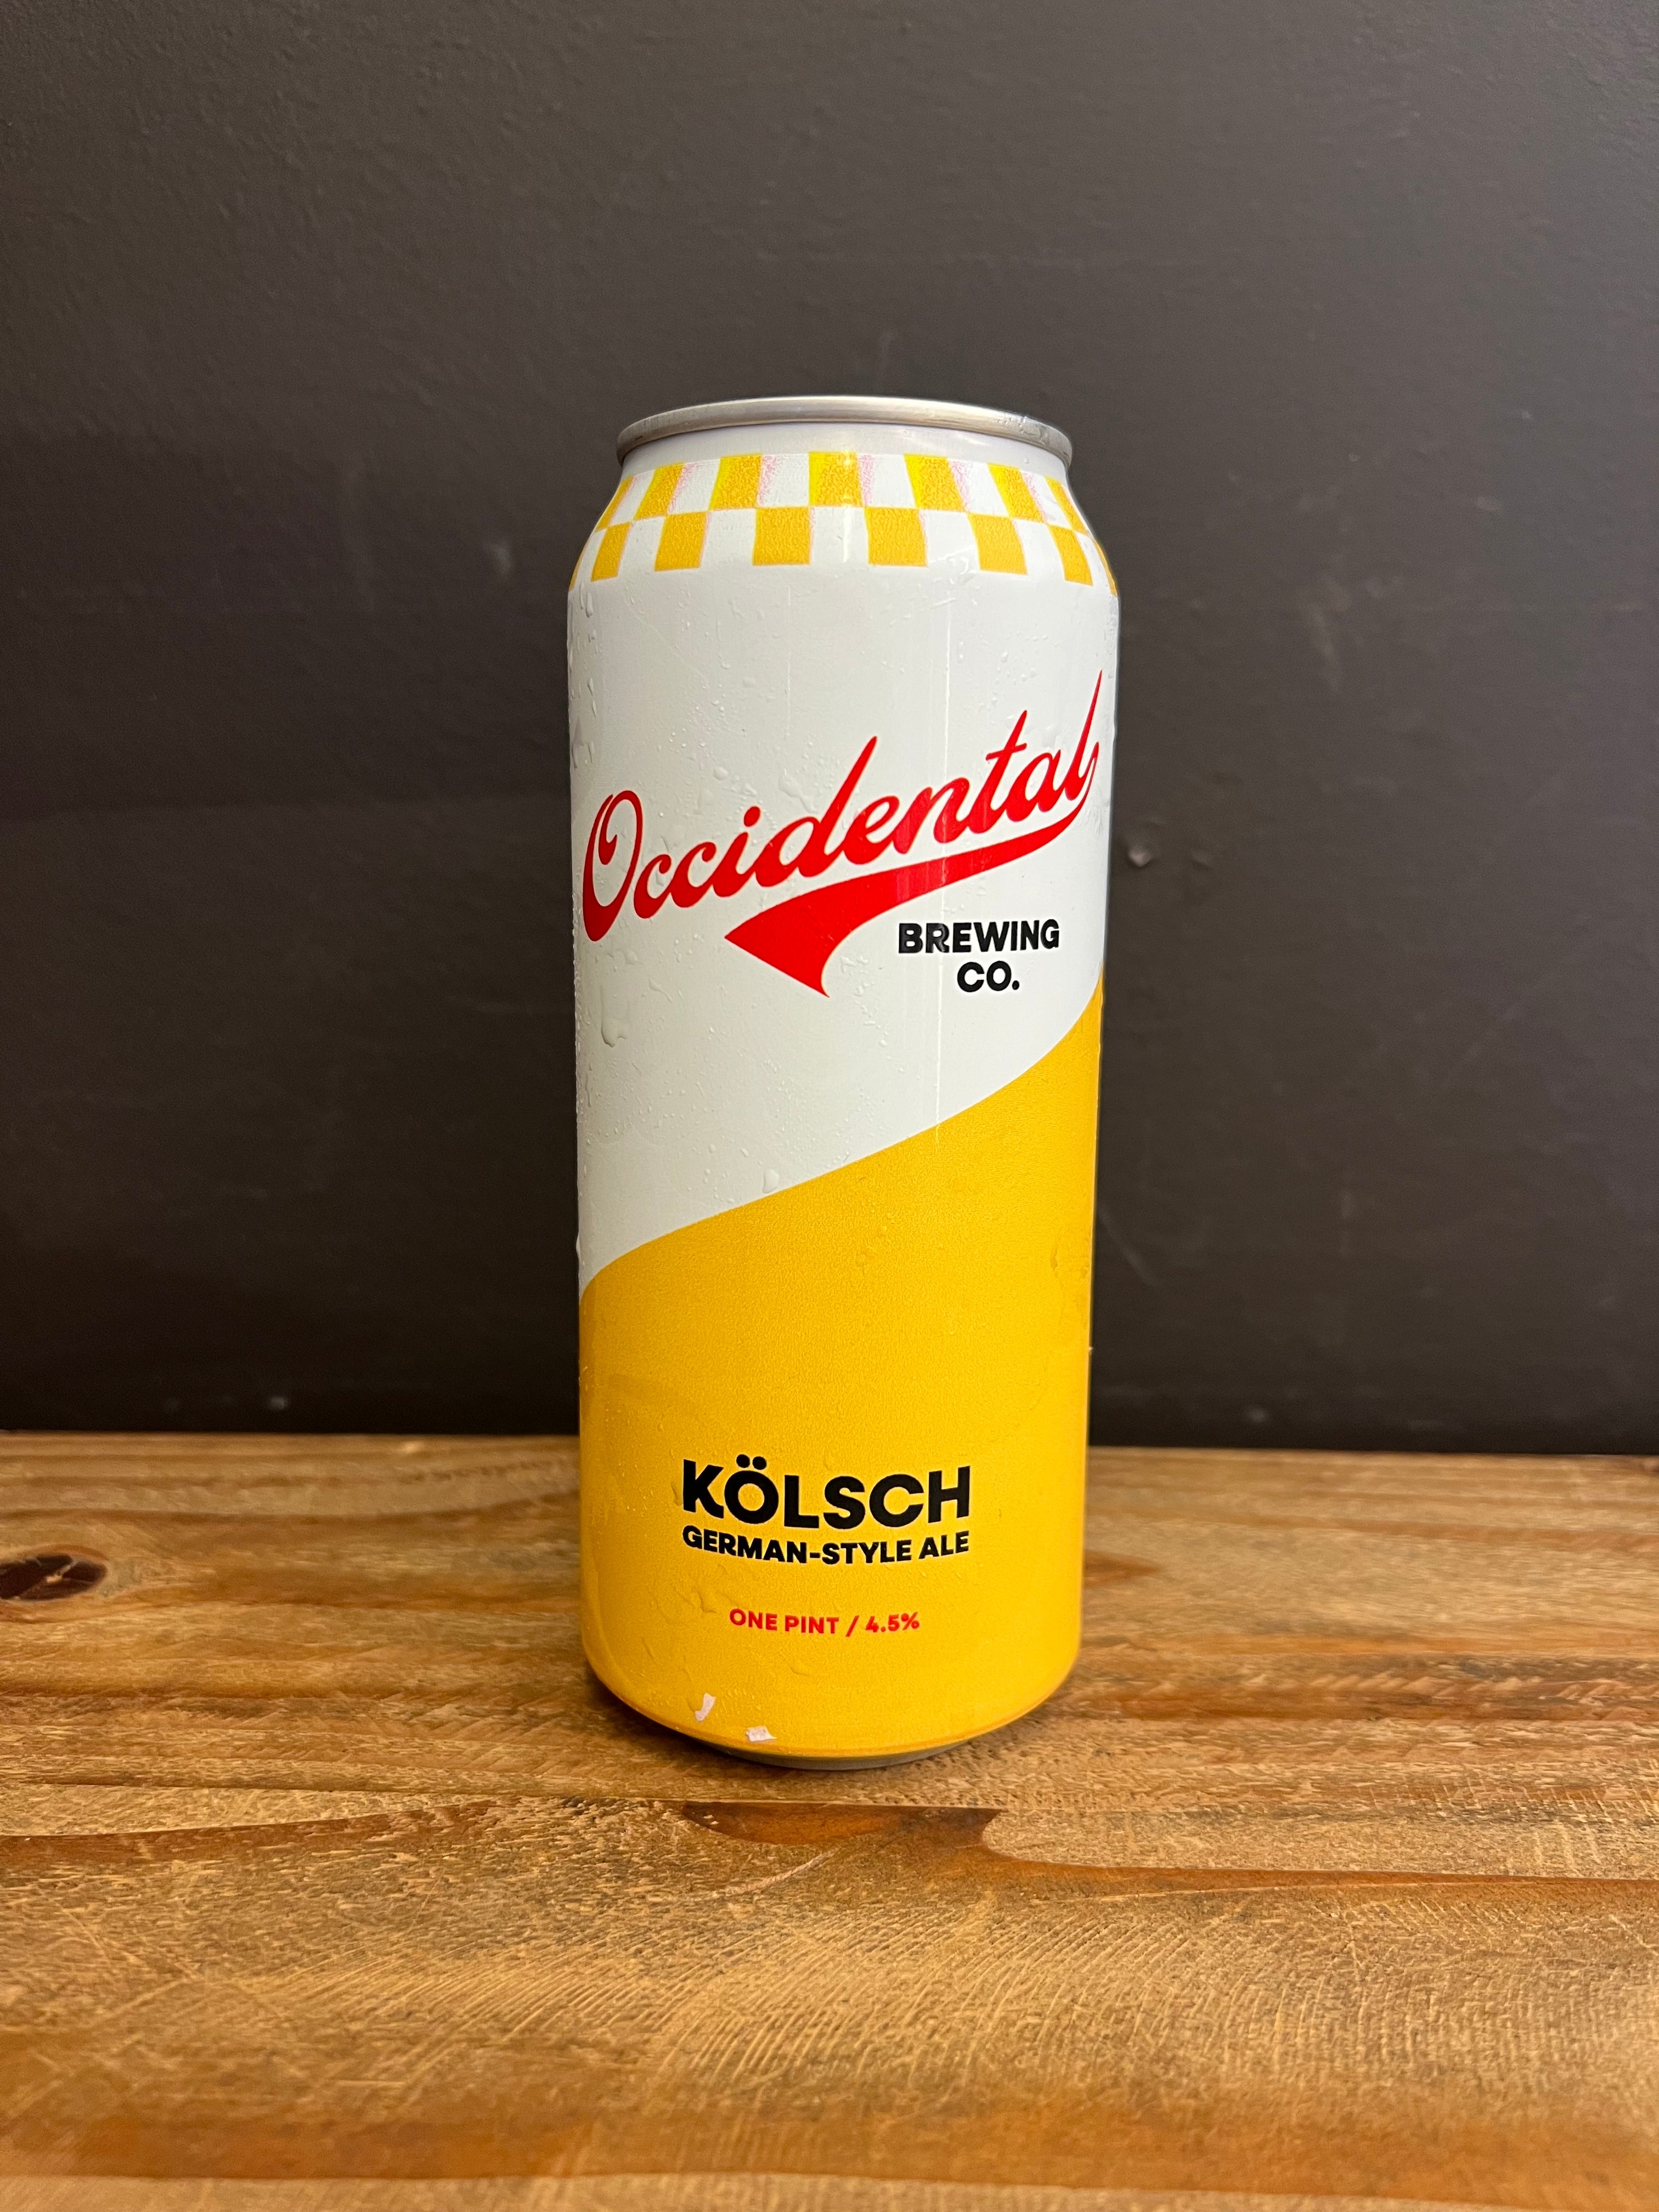 Occidental
BREWING
CO.
KÖLSCH
GERMAN-STYLE ALE
ONE PINT / 4.5%